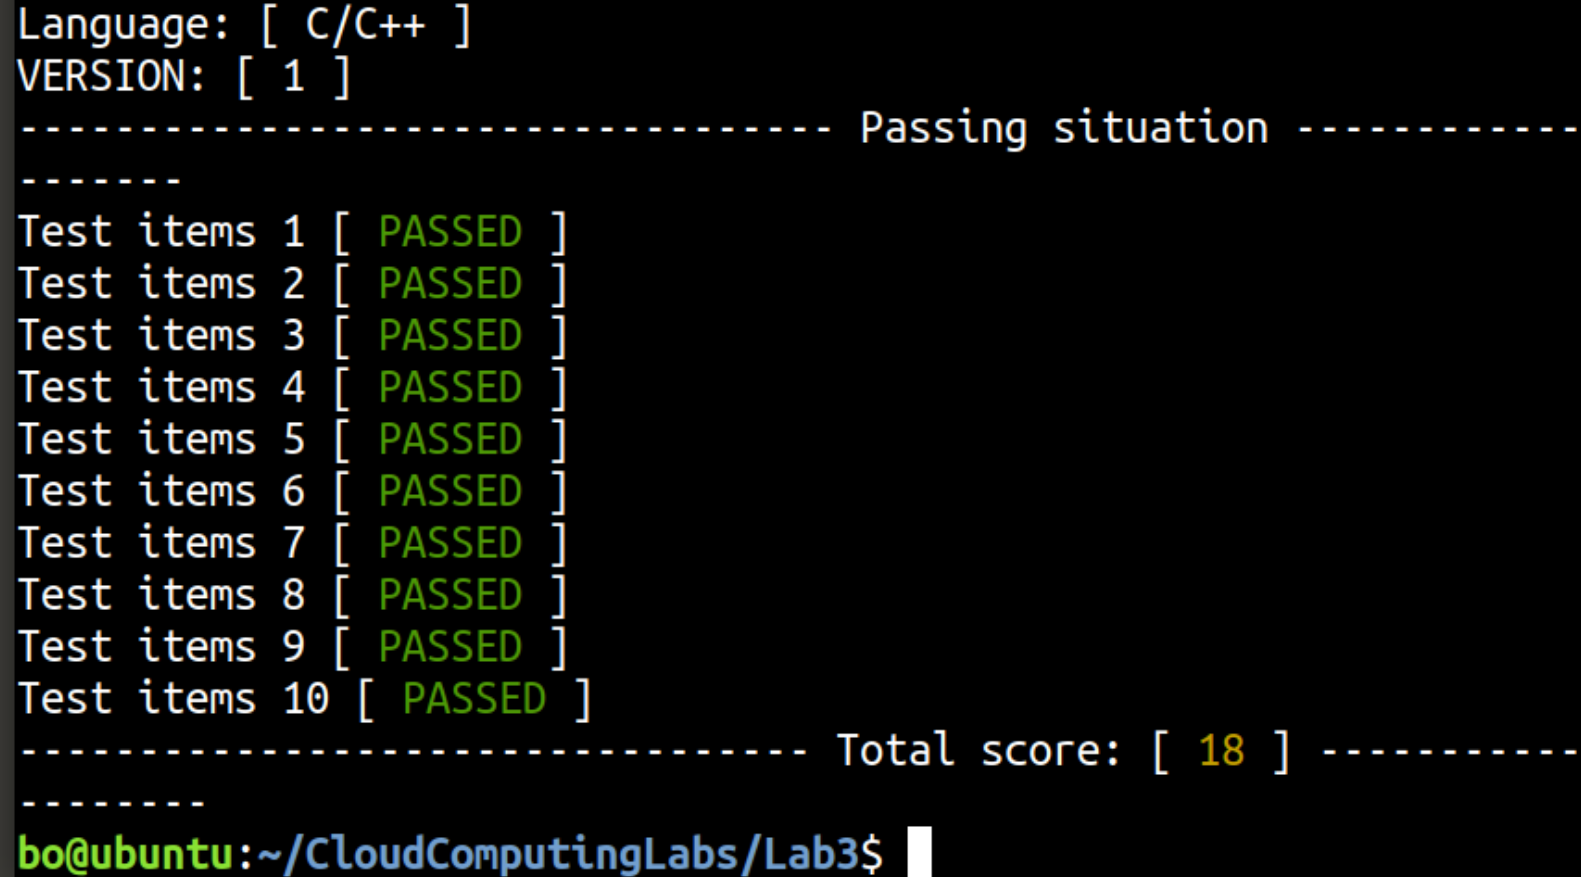 Language: [ C/C++ ]
VERSION: [ 1 ]
---------------------------------- Passing situation ------------
-------
Test items 1 [ PASSED ]
Test items 2 [ PASSED ]
Test items 3 [ PASSED ]
Test items 4 [ PASSED ]
Test items 5 [ PASSED ]
Test items 6 [ PASSED ]
Test items 7 [ PASSED ]
Test items 8 [ PASSED ]
Test items 9 [ PASSED ]
Test items 10 [ PASSED ]
--------------------------------- Total score: [ 18 ] -----------
--------
bo@ubuntu:~/CloudComputingLabs/Lab3$